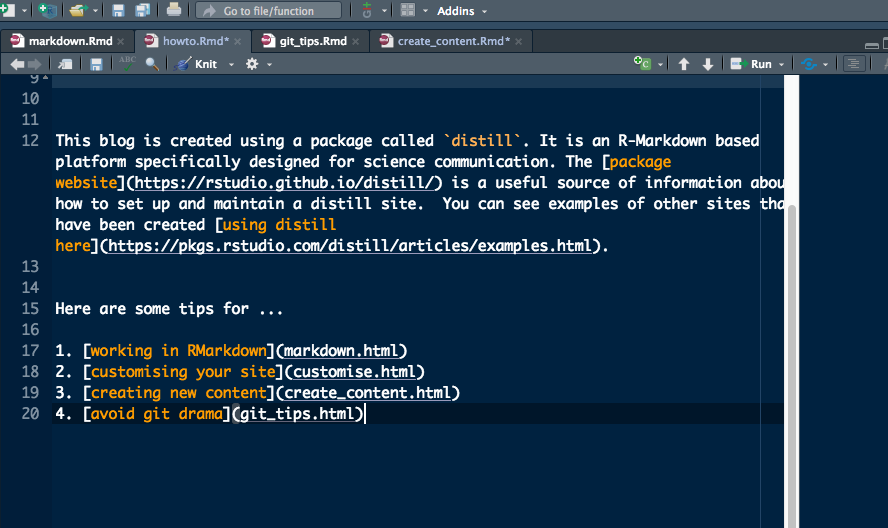 Go to file/function
Addins
markdown.Rmd
howto.Rmd*
git_tips.Rmd
create_content.Rmd*
ABC
Knit
Run
9
10
11
12 This blog is created using a package called `distill`. It is an R-Markdown based
platform specifically designed for science communication. The [package
website](https://rstudio.github.io/distill/) is a useful source of information abou
how to set up and maintain a distill site.  You can see examples of other sites tha
have been created [using distill
here](https://pkgs.rstudio.com/distill/articles/examples.html).
13
14
15 Here are some tips for ...
16
17 1. [working in RMarkdown](markdown.html)
18 2. [customising your site](customise.html)
19 3. [creating new content](create_content.html)
20 4. [avoid git drama](git_tips.html)